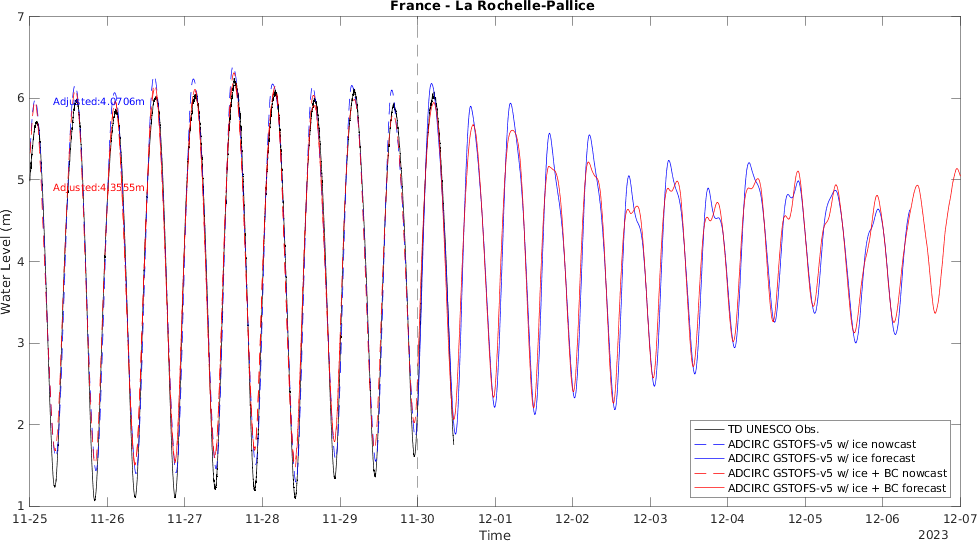 France - La Rochelle-Pallice
7
6
5
4
3
2
1
Water Level (m)
Adjusted:4.0706m
Adjusted:4.3555m
TD UNESCO Obs.
ADCIRC GSTOFS-v5 w/ ice nowcast
ADCIRC GSTOFS-v5 w/ ice forecast
ADCIRC GSTOFS-v5 w/ ice + BC nowcast
ADCIRC GSTOFS-v5 w/ ice + BC forecast
11-25 11-26 11-27 11-28 11-29 11-30 12-01 12-02 12-03 12-04 12-05 12-06 12-07
Time
2023